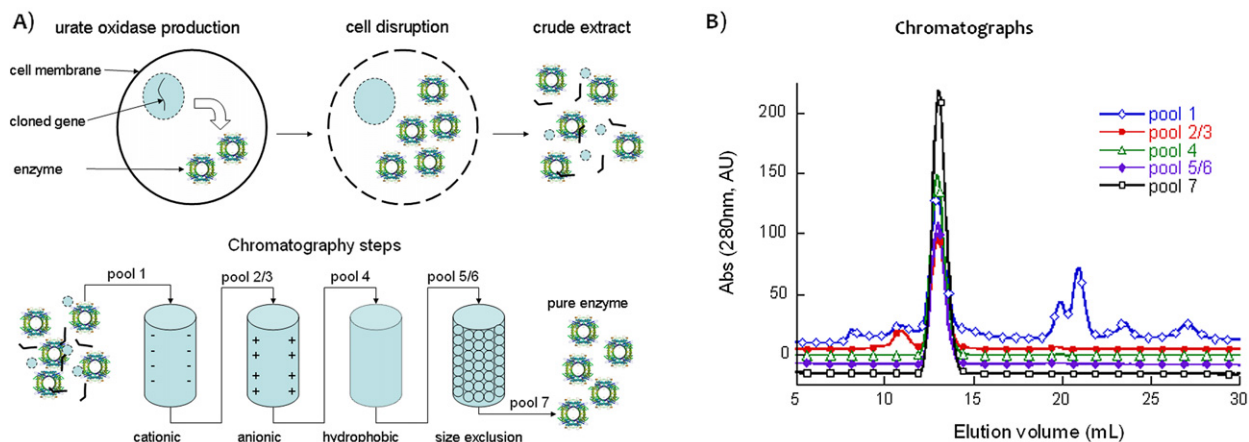 A)
urate oxidase production
cell disruption
crude extract
cell membrane
cloned gene
enzyme
Chromatography steps
pool 1
pool 2/3
pool 4
pool 5/6
pure enzyme
- -
- -
- -
- -
+ +
+ +
+ +
+ +
pool 7
cationic
anionic
hydrophobic
size exclusion
B)
Chromatographs
Abs (280nm, AU)
200
150
100
50
0
pool 1
pool 2/3
pool 4
pool 5/6
pool 7
5 10 15 20 25 30
Elution volume (mL)